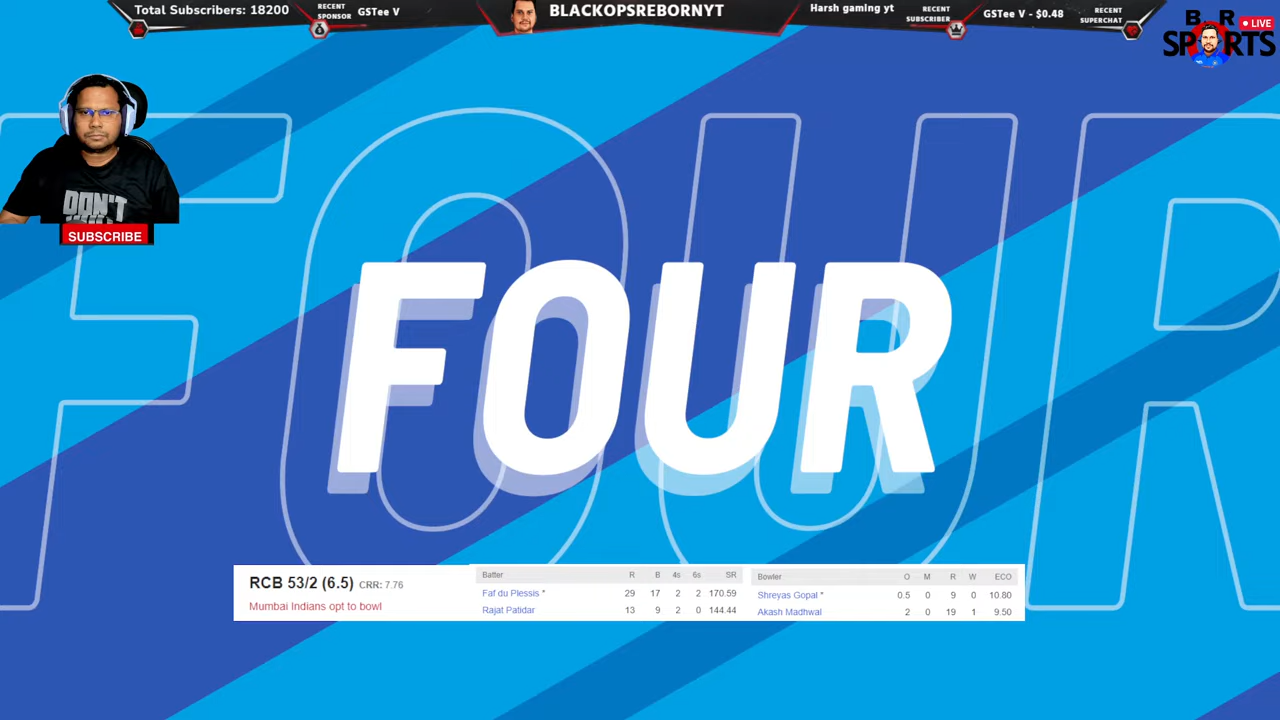 Total Subscribers: 18200
RECENT
SPONSOR
GSTee V
BLACKOPSREBORNYT
Harsh gaming yt
RECENT
SUBSCRIBER
GSTee V - $0.48
RECENT
SUPERCHAT
B R
SPORTS
LIVE
DON'T
SUBSCRIBE
FOUR
FOUR
RCB 53/2 (6.5) CRR: 7.76
Mumbai Indians opt to bowl
Batter R B 4s 6s SR
Faf du Plessis * 29 17 2 2 170.59
Rajat Patidar 13 9 2 0 144.44
Bowler O M R W ECO
Shreyas Gopal * 0.5 0 9 0 10.80
Akash Madhwal 2 0 19 1 9.50